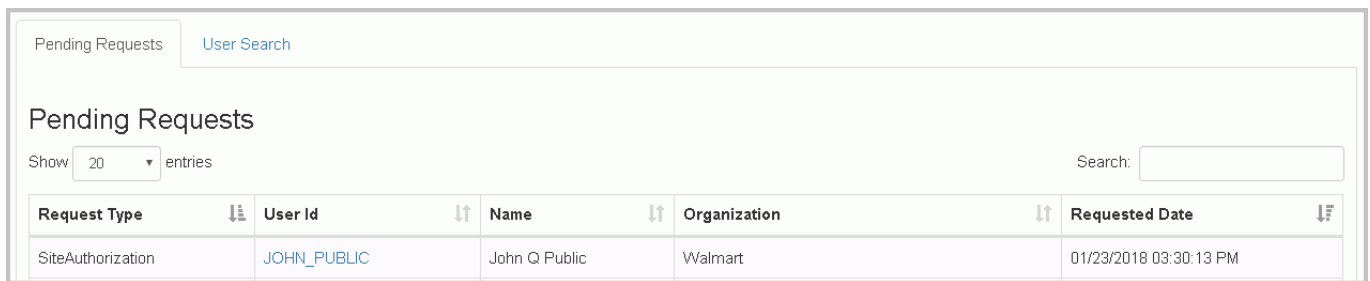 Pending Requests User Search
Pending Requests
Show 20 entries Search:
Request Type User Id Name Organization Requested Date
SiteAuthorization JOHN_PUBLIC John Q Public Walmart 01/23/2018 03:30:13 PM